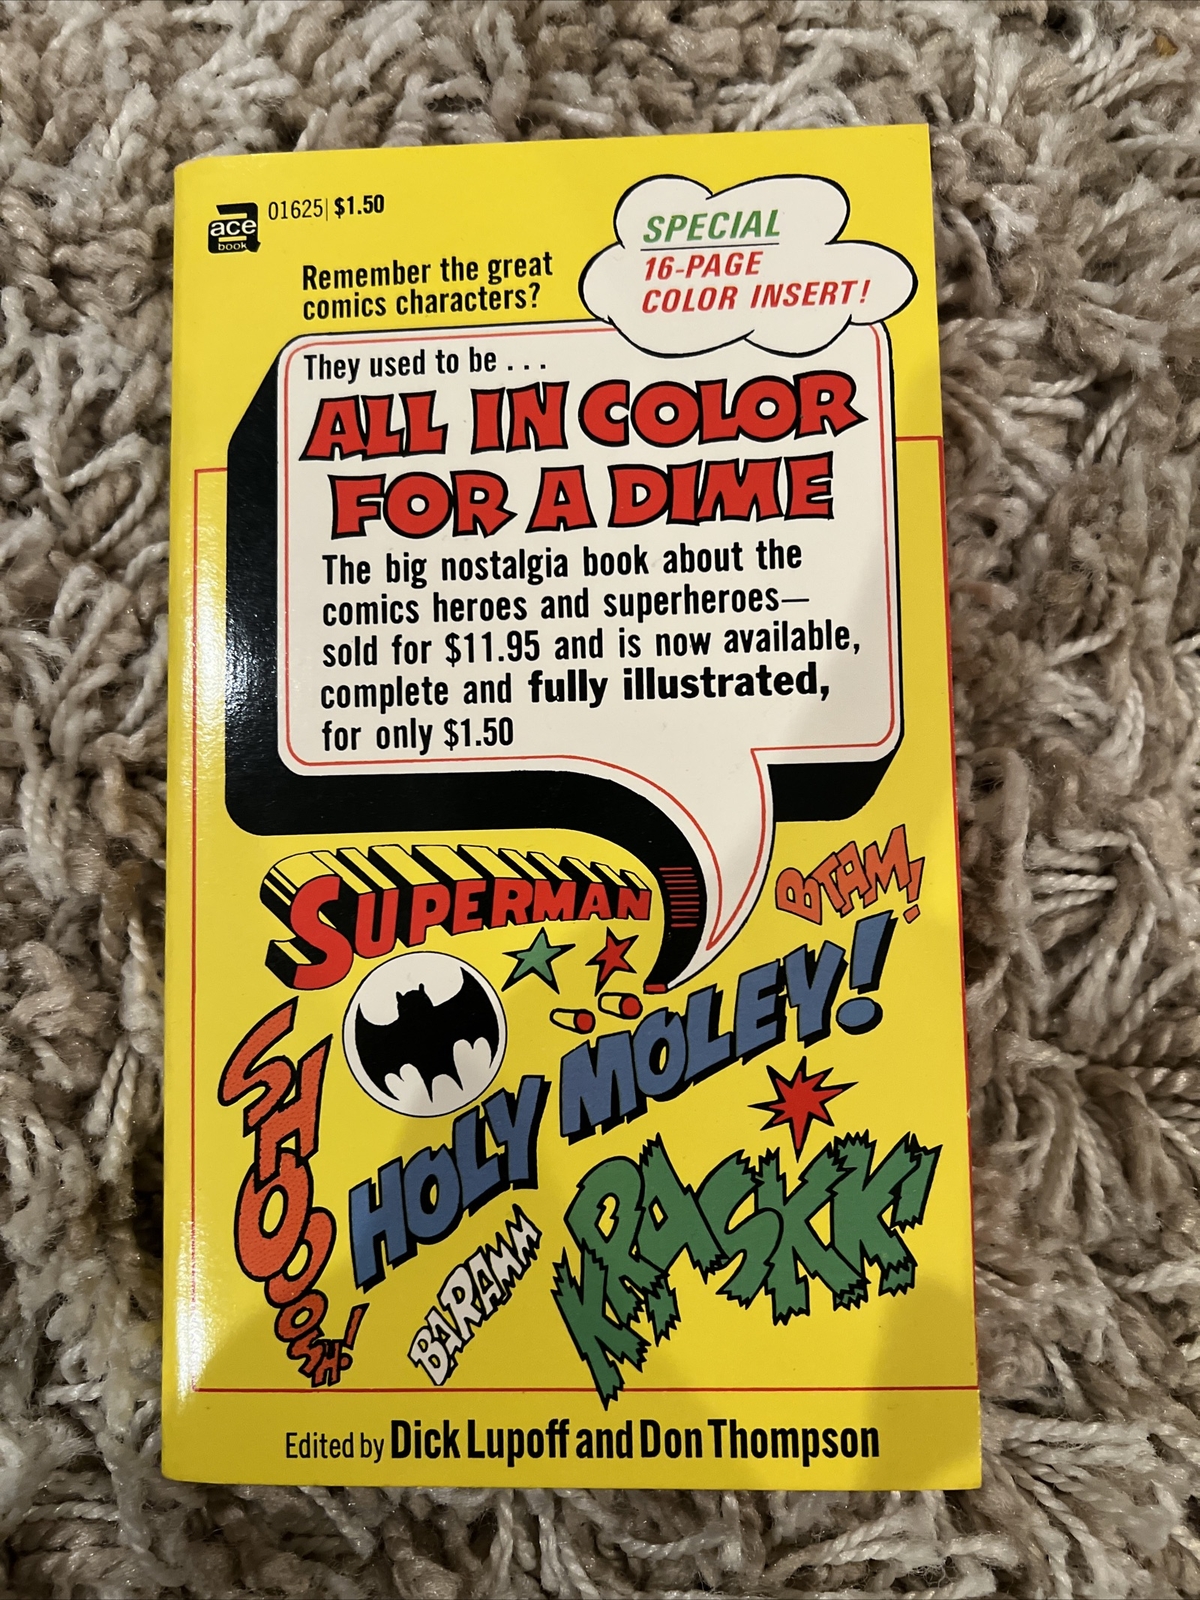 ace
book
01625| $1.50
Remember the great
comics characters?
SPECIAL
16-PAGE
COLOR INSERT!
They used to be . . .
ALL IN COLOR
FOR A DIME
The big nostalgia book about the
comics heroes and superheroes—
sold for $11.95 and is now available,
complete and fully illustrated,
for only $1.50
SUPERMAN
BTAM!
HOLY MOLEY!
SHOOOOSH!
KRASKK!
BARAMM
Edited by Dick Lupoff and Don Thompson